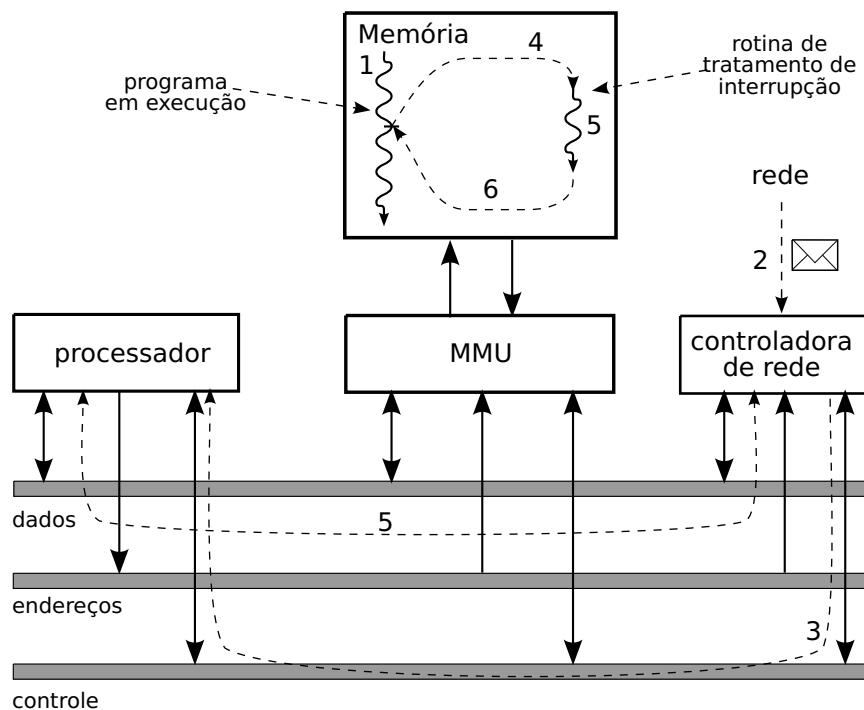 Memória
1
4
5
6
programa
em execução
rotina de
tratamento de
interrupção
rede
2
processador
MMU
controladora
de rede
dados
5
endereços
3
controle